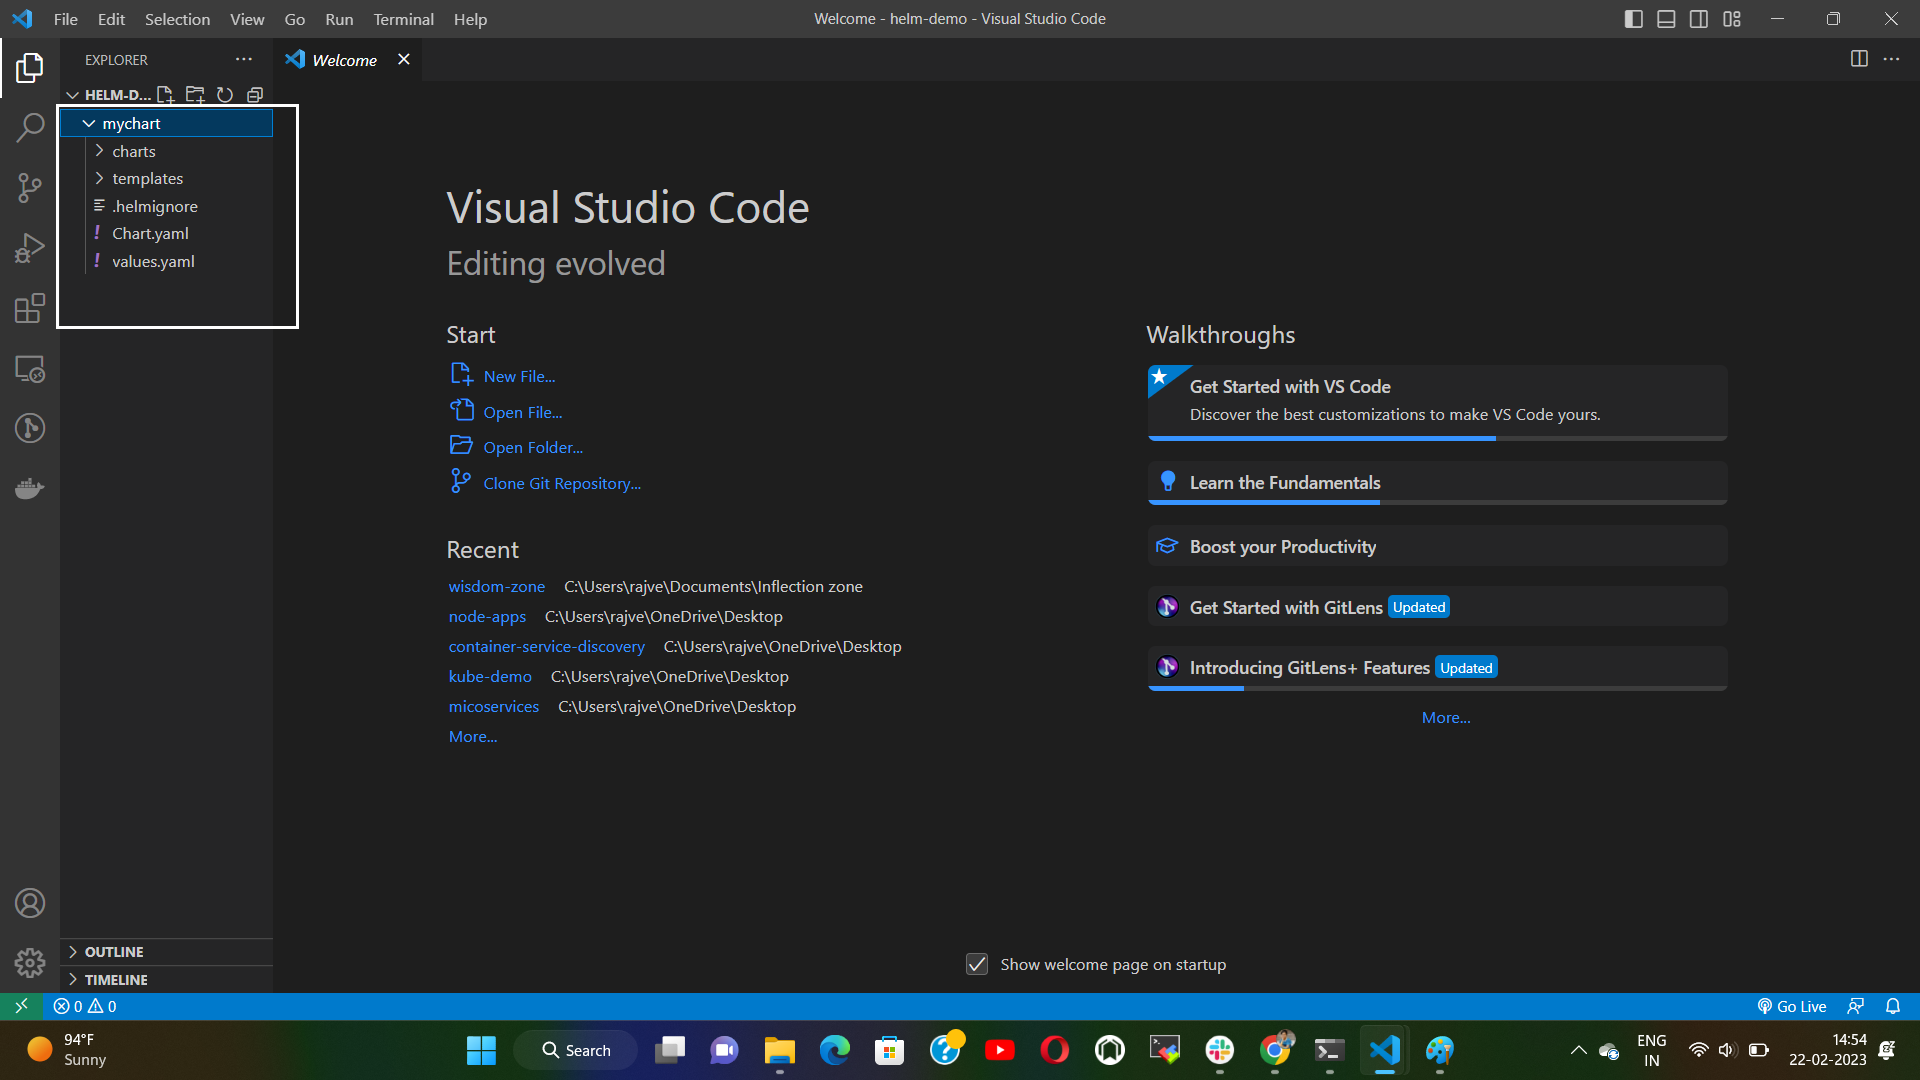 File Edit Selection View Go Run Terminal Help
Welcome - helm-demo - Visual Studio Code
EXPLORER
Welcome
HELM-D...
mychart
charts
templates
.helmignore
! Chart.yaml
! values.yaml
Visual Studio Code
Editing evolved
Start
New File...
Open File...
Open Folder...
Clone Git Repository...
Recent
wisdom-zone C:\Users\rajve\Documents\Inflection zone
node-apps C:\Users\rajve\OneDrive\Desktop
container-service-discovery C:\Users\rajve\OneDrive\Desktop
kube-demo C:\Users\rajve\OneDrive\Desktop
micoservices C:\Users\rajve\OneDrive\Desktop
More...
Walkthroughs
Get Started with VS Code
Discover the best customizations to make VS Code yours.
Learn the Fundamentals
Boost your Productivity
Get Started with GitLens Updated
Introducing GitLens+ Features Updated
More...
Show welcome page on startup
OUTLINE
TIMELINE
0 0
Go Live
94°F
Sunny
Search
ENG
IN
14:54
22-02-2023